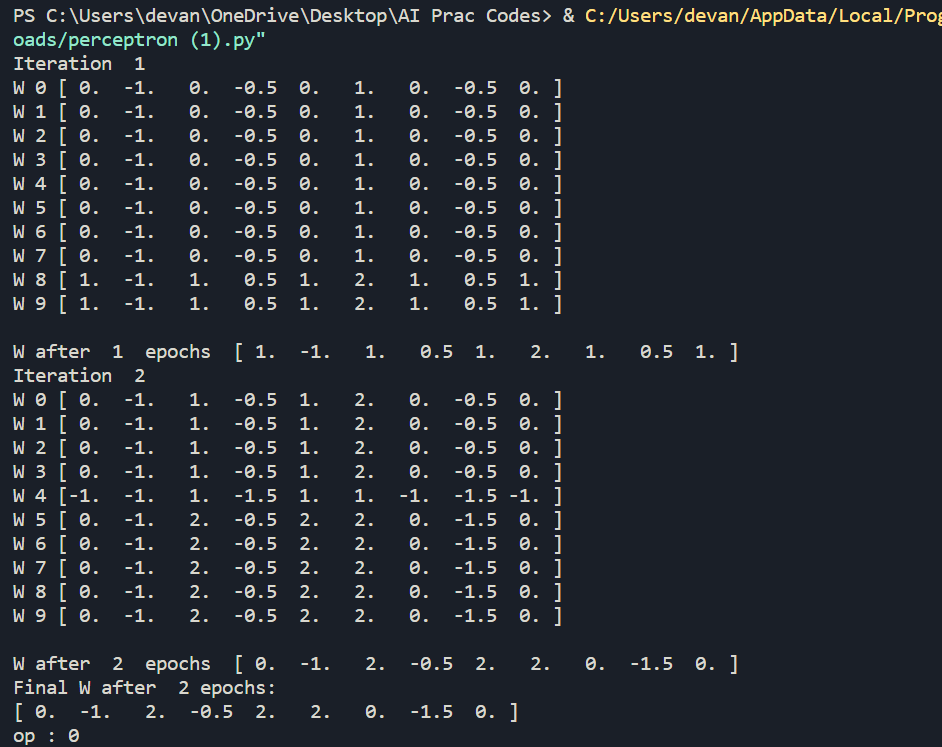 PS C:\Users\devan\OneDrive\Desktop\AI Prac Codes> & C:/Users/devan/AppData/Local/Prog
oads/perceptron (1).py"
Iteration  1
W 0 [ 0.  -1.   0.  -0.5  0.   1.   0.  -0.5  0. ]
W 1 [ 0.  -1.   0.  -0.5  0.   1.   0.  -0.5  0. ]
W 2 [ 0.  -1.   0.  -0.5  0.   1.   0.  -0.5  0. ]
W 3 [ 0.  -1.   0.  -0.5  0.   1.   0.  -0.5  0. ]
W 4 [ 0.  -1.   0.  -0.5  0.   1.   0.  -0.5  0. ]
W 5 [ 0.  -1.   0.  -0.5  0.   1.   0.  -0.5  0. ]
W 6 [ 0.  -1.   0.  -0.5  0.   1.   0.  -0.5  0. ]
W 7 [ 0.  -1.   0.  -0.5  0.   1.   0.  -0.5  0. ]
W 8 [ 1.  -1.   1.   0.5  1.   2.   1.   0.5  1. ]
W 9 [ 1.  -1.   1.   0.5  1.   2.   1.   0.5  1. ]
W after  1  epochs  [ 1.  -1.   1.   0.5  1.   2.   1.   0.5  1. ]
Iteration  2
W 0 [ 0.  -1.   1.  -0.5  1.   2.   0.  -0.5  0. ]
W 1 [ 0.  -1.   1.  -0.5  1.   2.   0.  -0.5  0. ]
W 2 [ 0.  -1.   1.  -0.5  1.   2.   0.  -0.5  0. ]
W 3 [ 0.  -1.   1.  -0.5  1.   2.   0.  -0.5  0. ]
W 4 [-1.  -1.   1.  -1.5  1.   1.  -1.  -1.5 -1. ]
W 5 [ 0.  -1.   2.  -0.5  2.   2.   0.  -1.5  0. ]
W 6 [ 0.  -1.   2.  -0.5  2.   2.   0.  -1.5  0. ]
W 7 [ 0.  -1.   2.  -0.5  2.   2.   0.  -1.5  0. ]
W 8 [ 0.  -1.   2.  -0.5  2.   2.   0.  -1.5  0. ]
W 9 [ 0.  -1.   2.  -0.5  2.   2.   0.  -1.5  0. ]
W after  2  epochs  [ 0.  -1.   2.  -0.5  2.   2.   0.  -1.5  0. ]
Final W after  2 epochs:
[ 0.  -1.   2.  -0.5  2.   2.   0.  -1.5  0. ]
op : 0